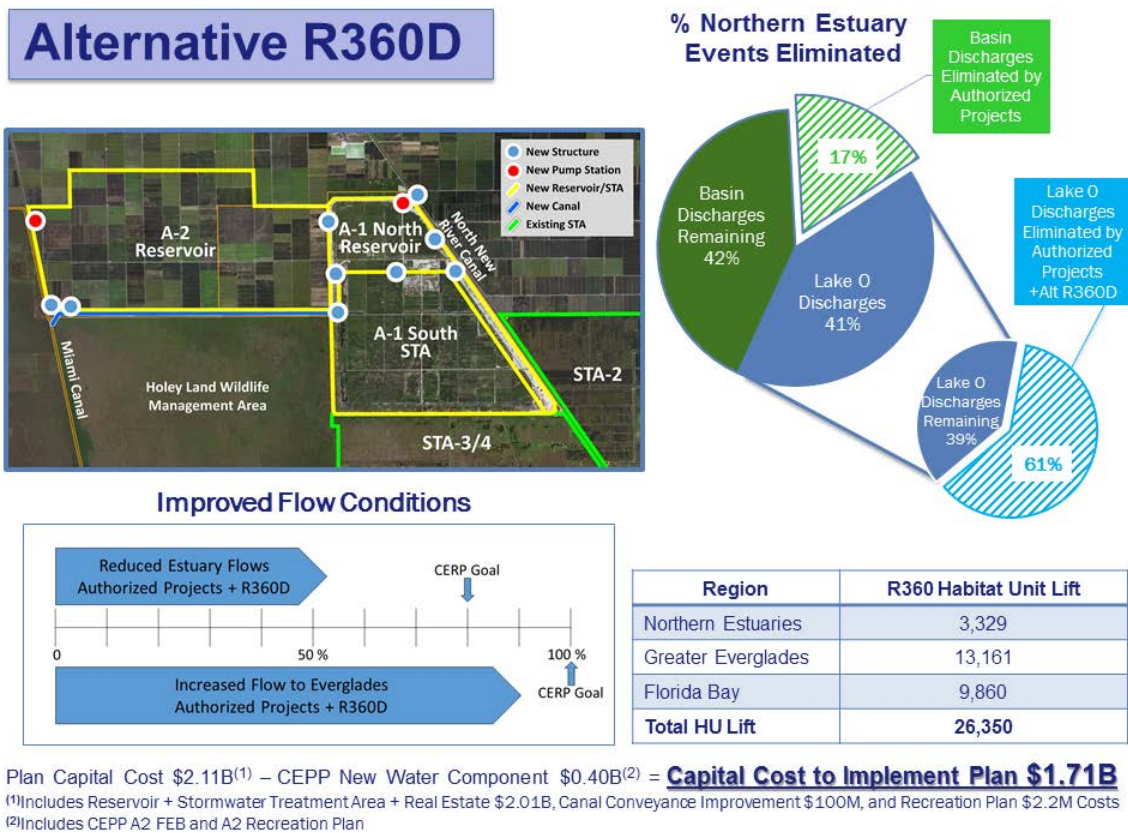 Alternative R360D
% Northern Estuary
Events Eliminated
Basin
Discharges
Eliminated by
Authorized
Projects
17%
Basin
Discharges
Remaining
42%
Lake O
Discharges
41%
Lake O
Discharges
Eliminated by
Authorized
Projects
+Alt R360D
Lake O
Discharges
Remaining
39%
61%
New Structure
New Pump Station
New Reservoir/STA
New Canal
Existing STA
A-2
Reservoir
A-1 North
Reservoir
North New
River Canal
A-1 South
STA
STA-2
Miami Canal
Holey Land Wildlife
Management Area
STA-3/4
Improved Flow Conditions
Reduced Estuary Flows
Authorized Projects + R360D
CERP Goal
0
50 %
100 %
Increased Flow to Everglades
Authorized Projects + R360D
CERP Goal
Region R360 Habitat Unit Lift
Northern Estuaries 3,329
Greater Everglades 13,161
Florida Bay 9,860
Total HU Lift 26,350
Plan Capital Cost $2.11B(1) – CEPP New Water Component $0.40B(2) = Capital Cost to Implement Plan $1.71B
(1)Includes Reservoir + Stormwater Treatment Area + Real Estate $2.01B, Canal Conveyance Improvement $100M, and Recreation Plan $2.2M Costs
(2)Includes CEPP A2 FEB and A2 Recreation Plan